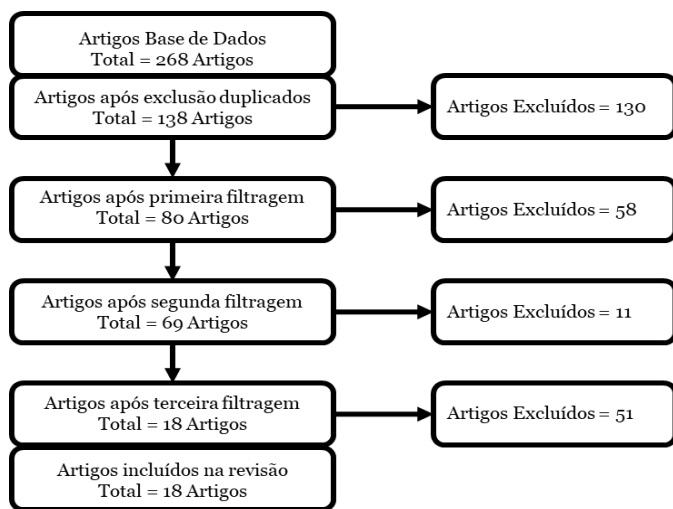 Artigos Base de Dados
Total = 268 Artigos
Artigos após exclusão duplicados
Total = 138 Artigos
Artigos Excluídos = 130
Artigos após primeira filtragem
Total = 80 Artigos
Artigos Excluídos = 58
Artigos após segunda filtragem
Total = 69 Artigos
Artigos Excluídos = 11
Artigos após terceira filtragem
Total = 18 Artigos
Artigos Excluídos = 51
Artigos incluídos na revisão
Total = 18 Artigos